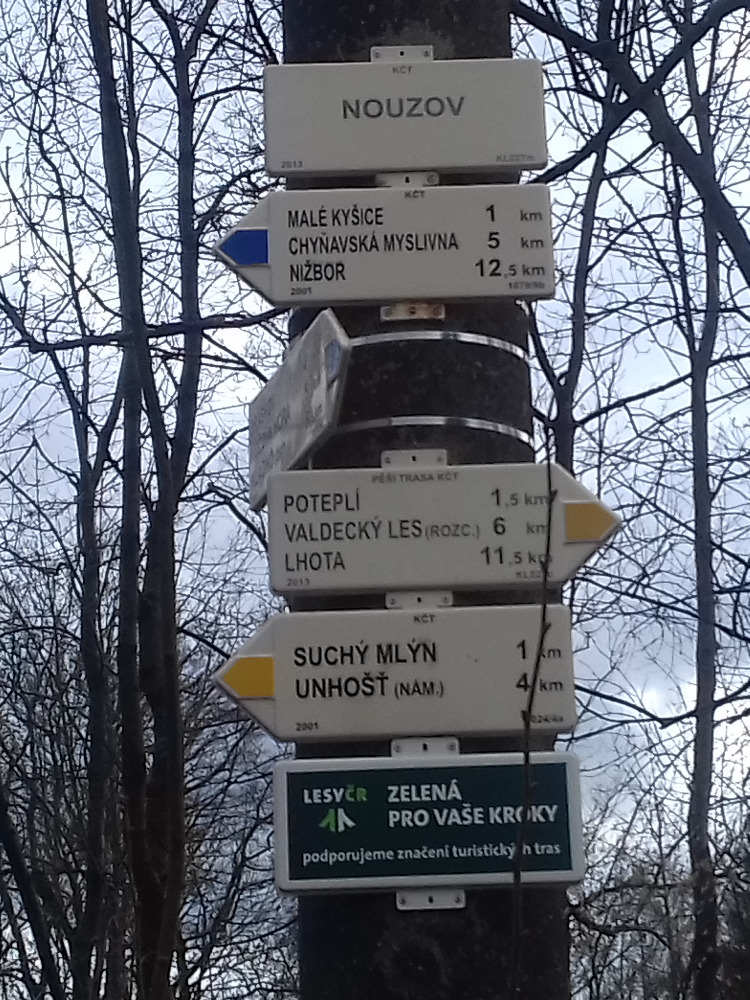 KČT
NOUZOV
2013 KL027m
KČT
MALÉ KYŠICE 1 km
CHYŇAVSKÁ MYSLIVNA 5 km
NIŽBOR 12,5 km
2001
PĚŠÍ TRASA KČT
POTEPLÍ 1,5 km
VALDECKÝ LES (ROZC.) 6 km
LHOTA 11,5 km
2013
KČT
SUCHÝ MLÝN 1 km
UNHOŠŤ (NÁM.) 4 km
2001
LESY ČR ZELENÁ
PRO VAŠE KROKY
podporujeme značení turistických tras